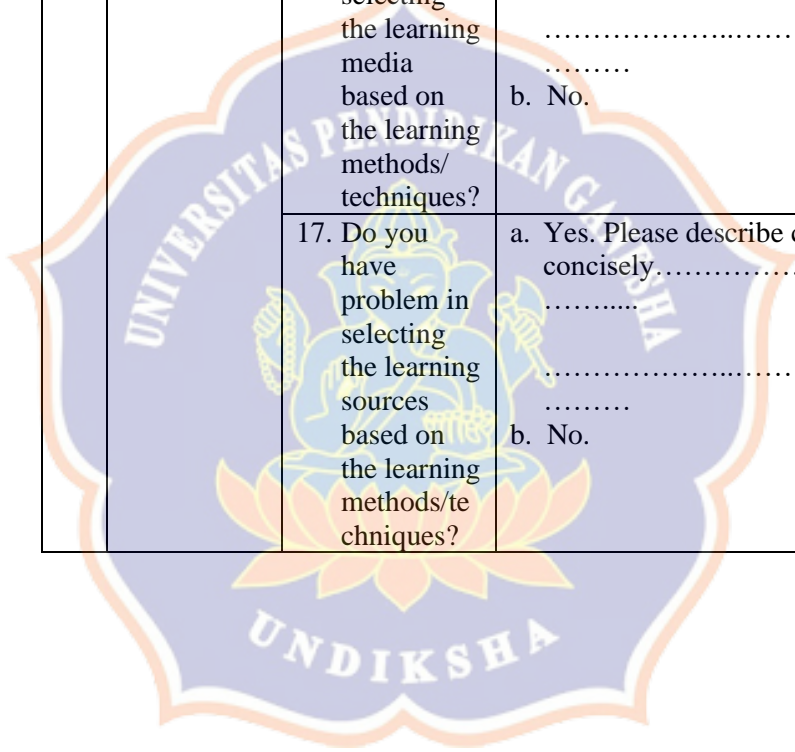 selecting
the learning
media
based on
the learning
methods/
techniques?
…………………..……
………
b. No.
17. Do you
have
problem in
selecting
the learning
sources
based on
the learning
methods/te
chniques?
a. Yes. Please describe
concisely……………
…….....
…………………..……
………
b. No.
UNIVERSITAS PENDIDIKAN GANESHA
UNDIKSHA